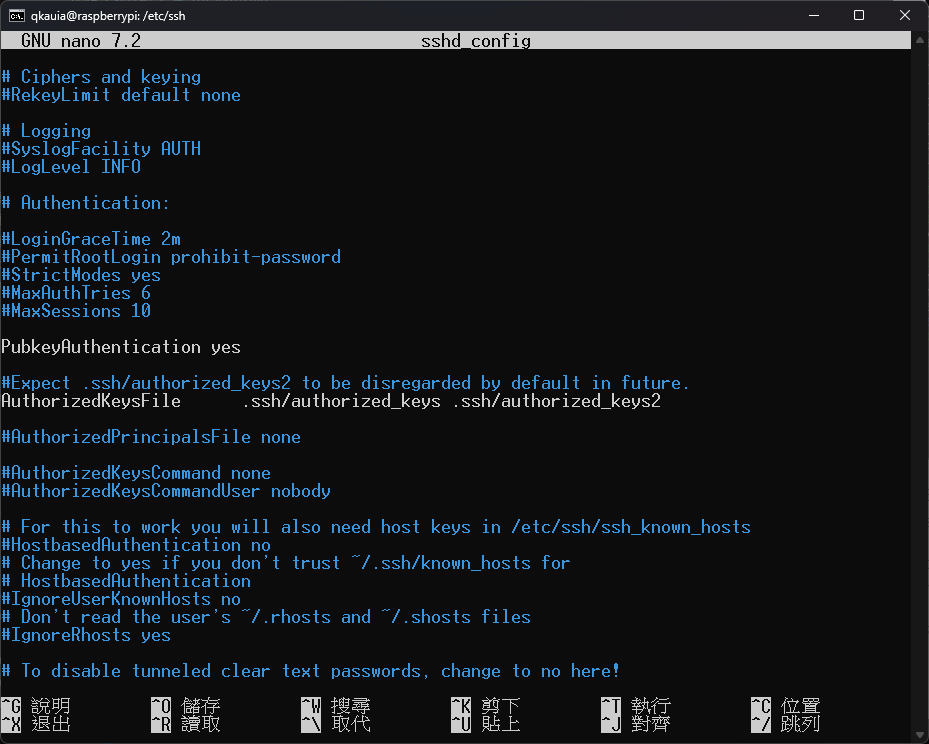 qkauia@raspberrypi: /etc/ssh
GNU nano 7.2 sshd_config
# Ciphers and keying
#RekeyLimit default none
# Logging
#SyslogFacility AUTH
#LogLevel INFO
# Authentication:
#LoginGraceTime 2m
#PermitRootLogin prohibit-password
#StrictModes yes
#MaxAuthTries 6
#MaxSessions 10
PubkeyAuthentication yes
#Expect .ssh/authorized_keys2 to be disregarded by default in future.
AuthorizedKeysFile .ssh/authorized_keys .ssh/authorized_keys2
#AuthorizedPrincipalsFile none
#AuthorizedKeysCommand none
#AuthorizedKeysCommandUser nobody
# For this to work you will also need host keys in /etc/ssh/ssh_known_hosts
#HostbasedAuthentication no
# Change to yes if you don't trust ~/.ssh/known_hosts for
# HostbasedAuthentication
#IgnoreUserKnownHosts no
# Don't read the user's ~/.rhosts and ~/.shosts files
#IgnoreRhosts yes
# To disable tunneled clear text passwords, change to no here!
^G 說明 ^O 儲存 ^W 搜尋 ^K 剪下 ^T 執行 ^C 位置
^X 退出 ^R 讀取 ^\ 取代 ^U 貼上 ^J 對齊 ^/ 跳列